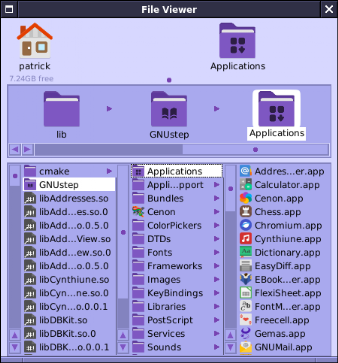 File Viewer
patrick
Applications
7.24GB free
lib
GNUstep
Applications
cmake
GNUstep
libAddresses.so
libAdd...es.so.0
libAdd...o.0.5.0
libAdd...View.so
libAdd...ew.so.0
libAdd...o.0.5.0
libCynthiune.so
libCyn...ne.so.0
libCyn...o.0.0.1
libDBKit.so
libDBKit.so.0
libDBK...o.0.0.1
Applications
Appli...pport
Bundles
Cenon
ColorPickers
DTDs
Fonts
Frameworks
Images
KeyBindings
Libraries
PostScript
Services
Sounds
Addres...er.app
Calculator.app
Cenon.app
Chess.app
Chromium.app
Cynthiune.app
Dictionary.app
EasyDiff.app
EBook...er.app
FlexiSheet.app
FontM...er.app
Freecell.app
Gemas.app
GNUMail.app